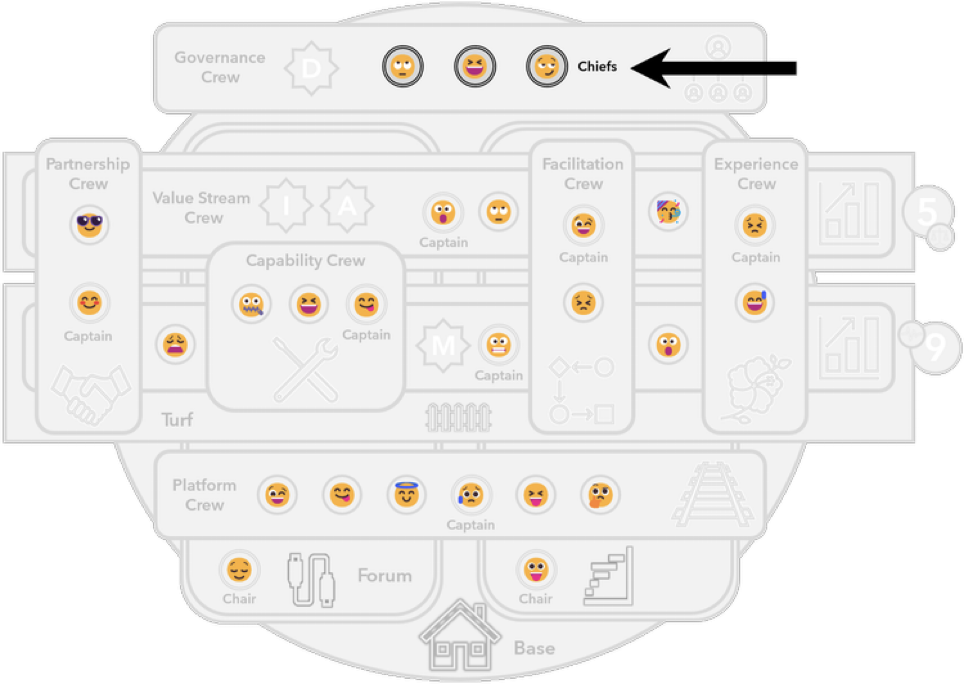 Governance
Crew
D
Chiefs
Partnership
Crew
Value Stream
Crew
I
A
Captain
Facilitation
Crew
Captain
Experience
Crew
Captain
5
Capability Crew
Captain
Captain
M
Captain
9
Turf
Platform
Crew
Captain
Chair
Forum
Chair
Base